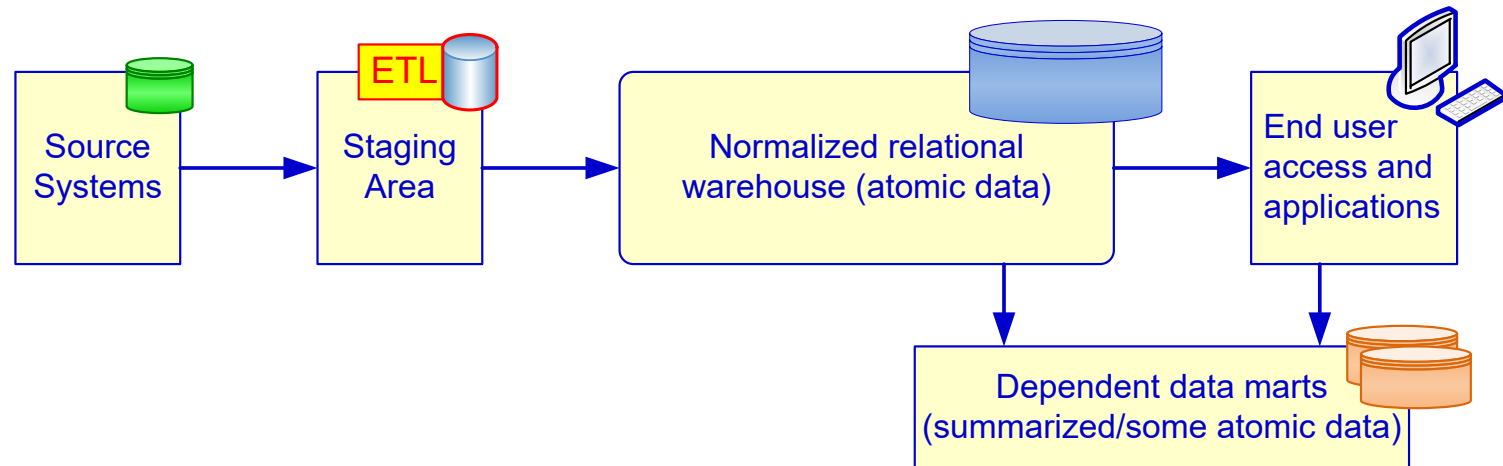 Source
Systems
ETL
Staging
Area
Normalized relational
warehouse (atomic data)
End user
access and
applications
Dependent data marts
(summarized/some atomic data)